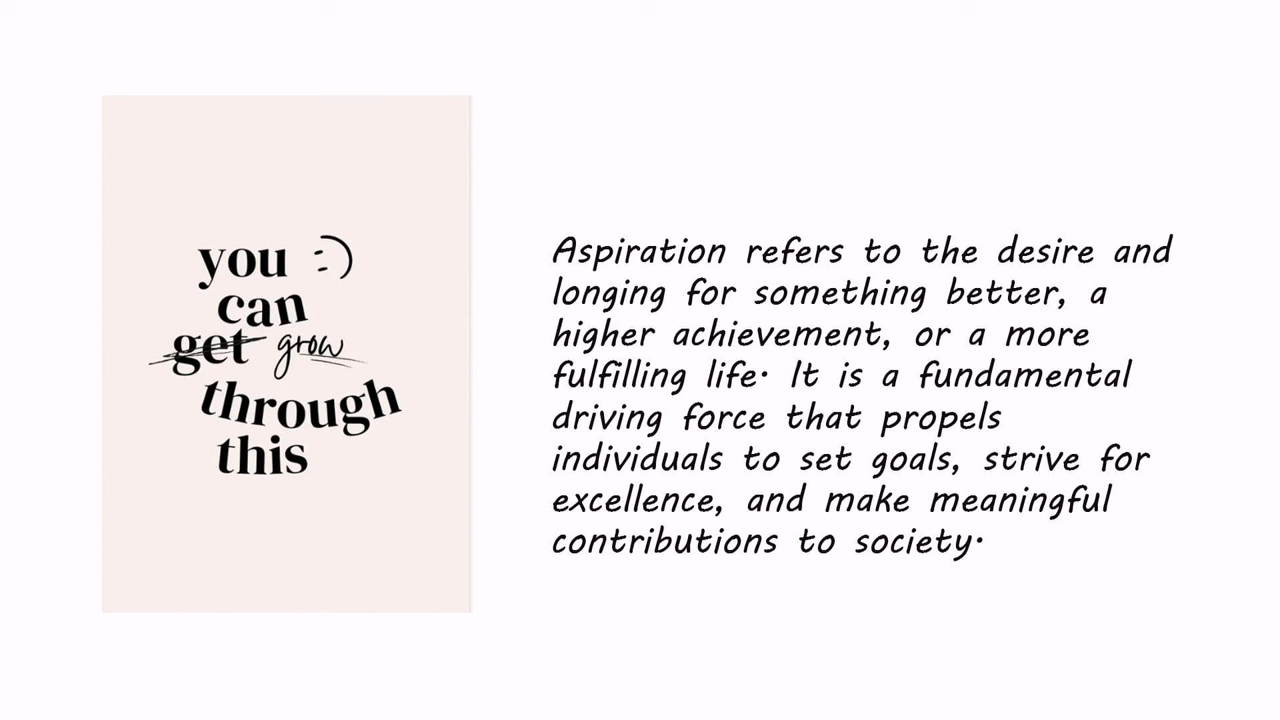 you :)
can
get grow
through
this
Aspiration refers to the desire and
longing for something better, a
higher achievement, or a more
fulfilling life. It is a fundamental
driving force that propels
individuals to set goals, strive for
excellence, and make meaningful
contributions to society.